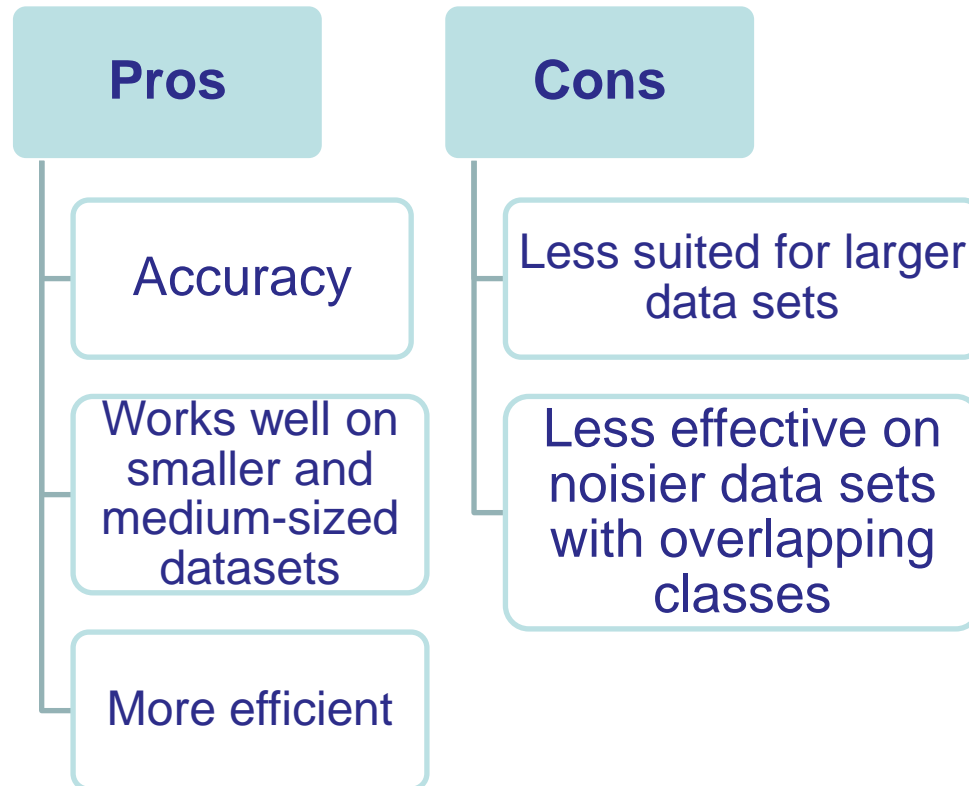 Pros
Accuracy
Works well on
smaller and
medium-sized
datasets
More efficient
Cons
Less suited for larger
data sets
Less effective on
noisier data sets
with overlapping
classes